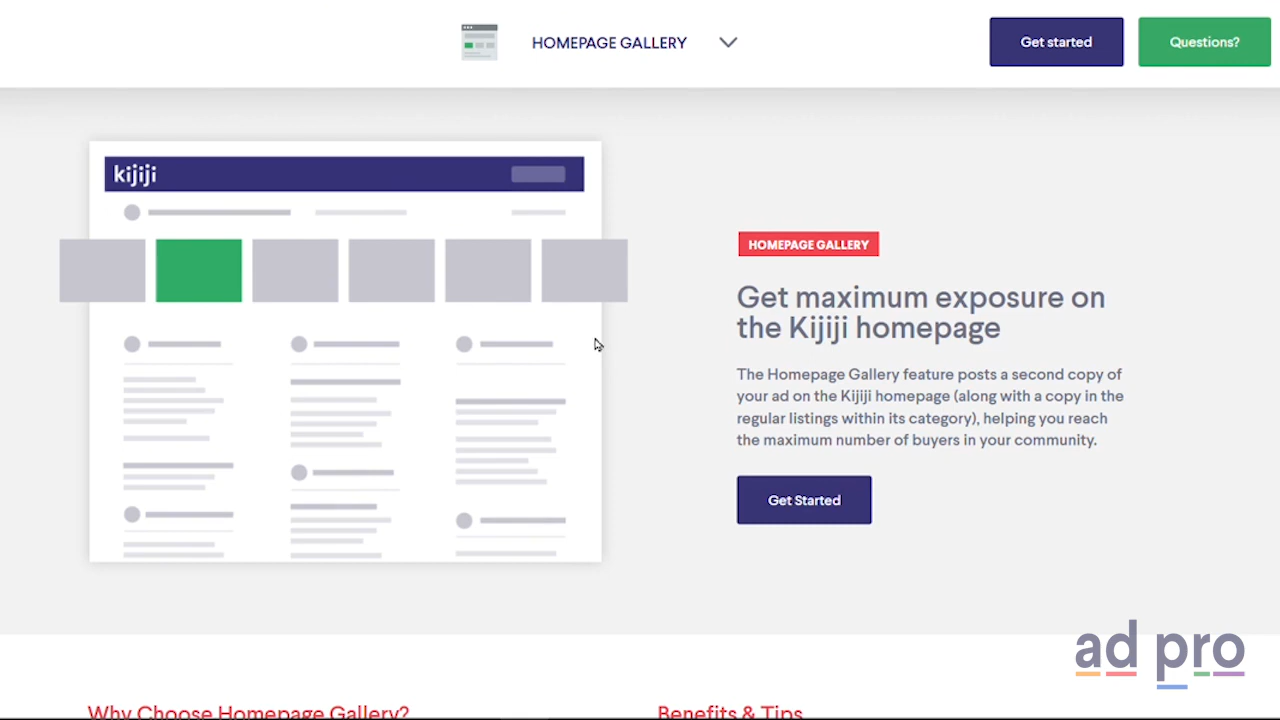 HOMEPAGE GALLERY
Get started
Questions?
kijiji
HOMEPAGE GALLERY
Get maximum exposure on
the Kijiji homepage
The Homepage Gallery feature posts a second copy of
your ad on the Kijiji homepage (along with a copy in the
regular listings within its category), helping you reach
the maximum number of buyers in your community.
Get Started
ad pro
Why Choose Homepage Gallery?
Benefits & Tips